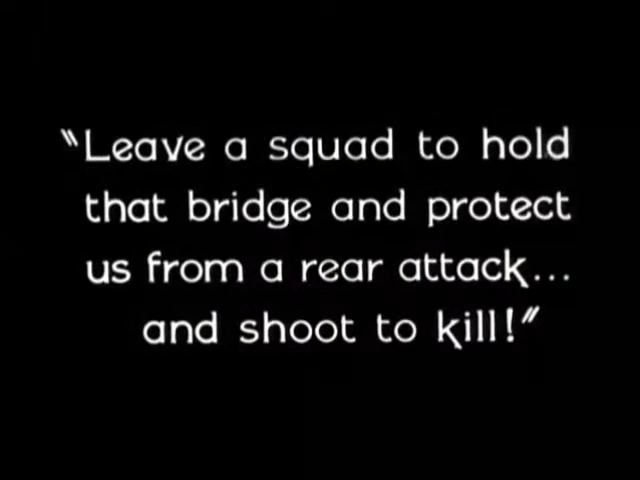 "Leave a squad to hold
that bridge and protect
us from a rear attack...
and shoot to kill!"